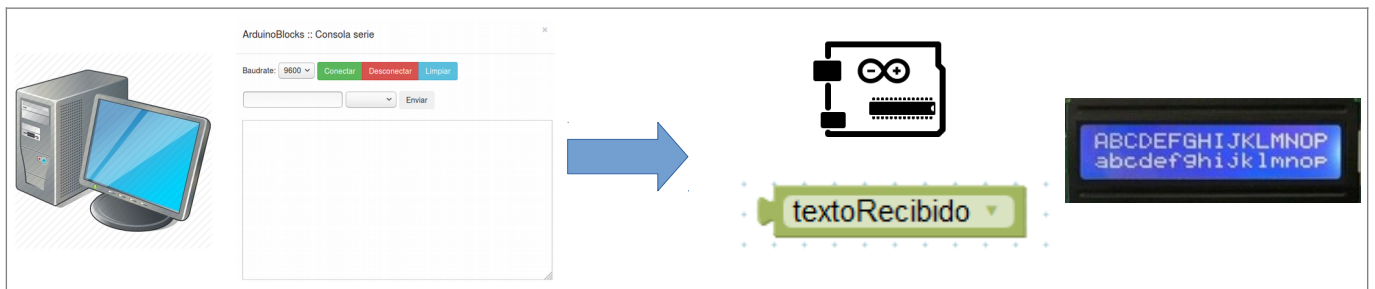 ArduinoBlocks :: Consola serie
×
Baudrate: 9600 Conectar Desconectar Limpiar
Enviar
textoRecibido
ABCDEFGHIJKLMNOP
abcdefghijklmnop